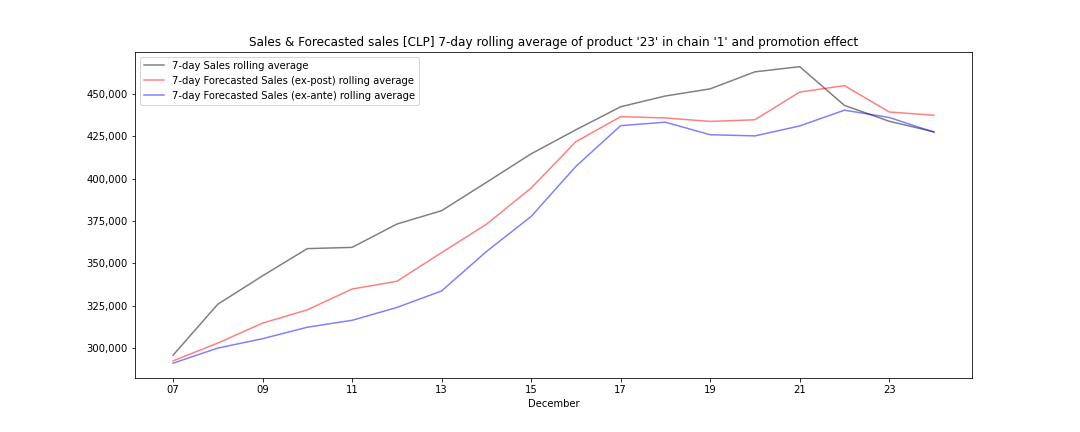 Sales & Forecasted sales [CLP] 7-day rolling average of product '23' in chain '1' and promotion effect
7-day Sales rolling average
7-day Forecasted Sales (ex-post) rolling average
7-day Forecasted Sales (ex-ante) rolling average
450,000
425,000
400,000
375,000
350,000
325,000
300,000
07 09 11 13 15 17 19 21 23
December